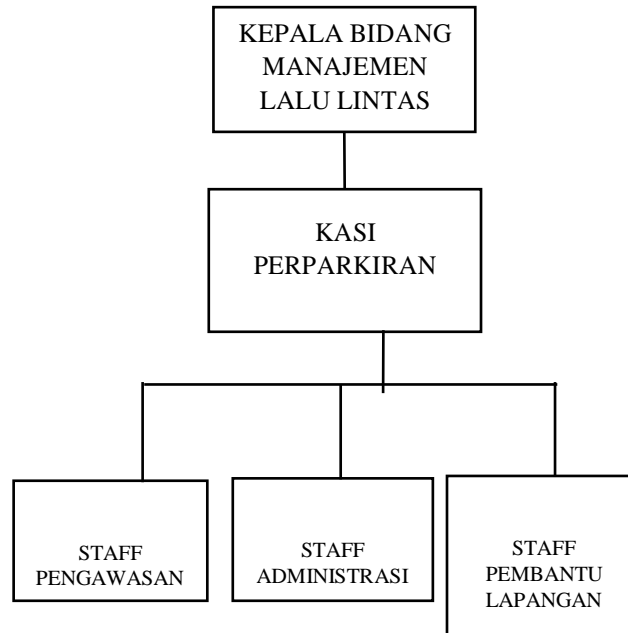 KEPALA BIDANG
MANAJEMEN
LALU LINTAS
KASI
PERPARKIRAN
STAFF
PENGAWASAN
STAFF
ADMINISTRASI
STAFF
PEMBANTU
LAPANGAN